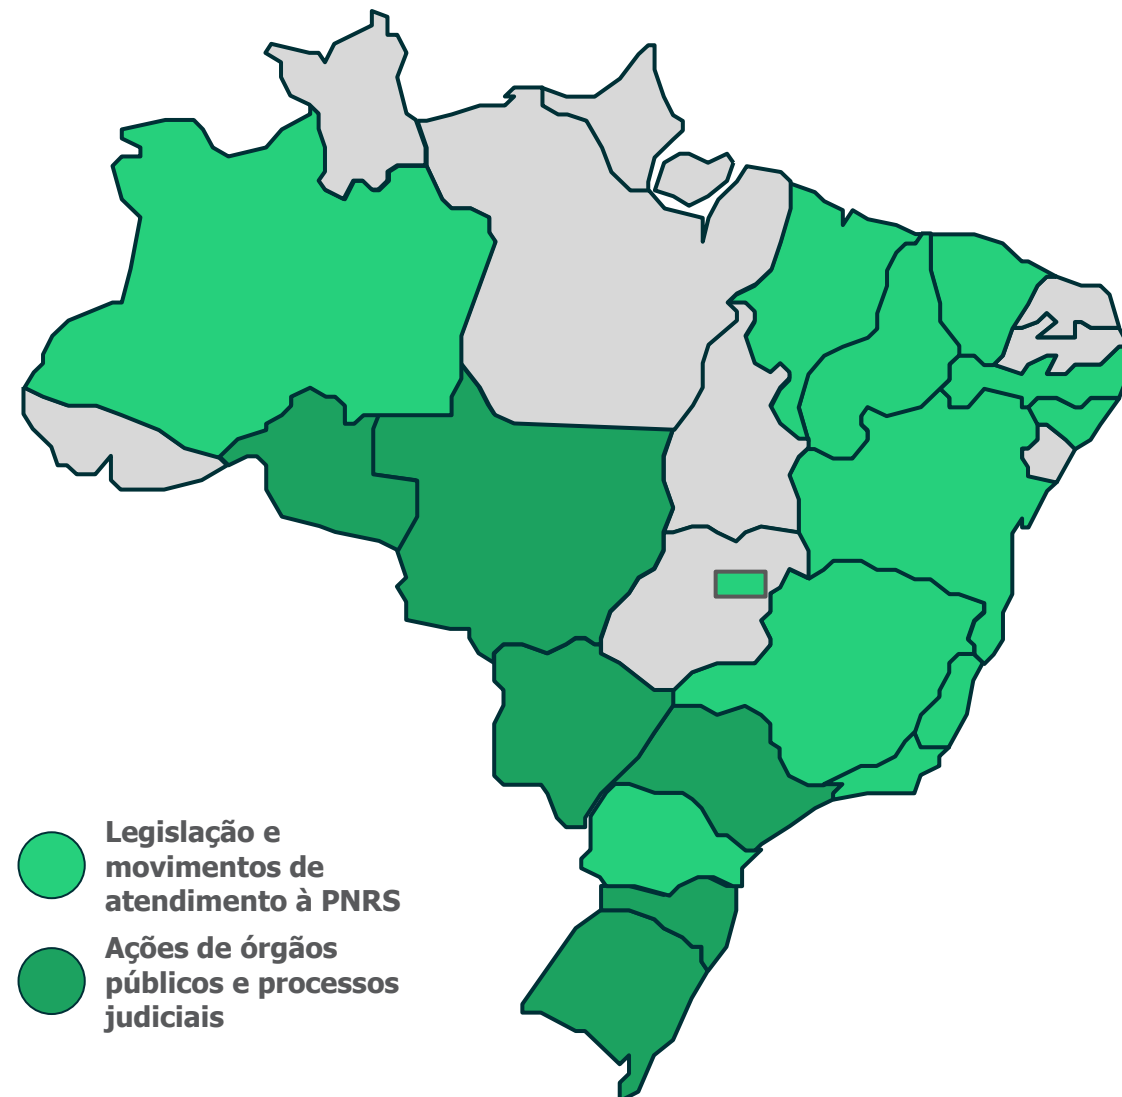 Legislação e
movimentos de
atendimento à PNRS
Ações de órgãos
públicos e processos
judiciais